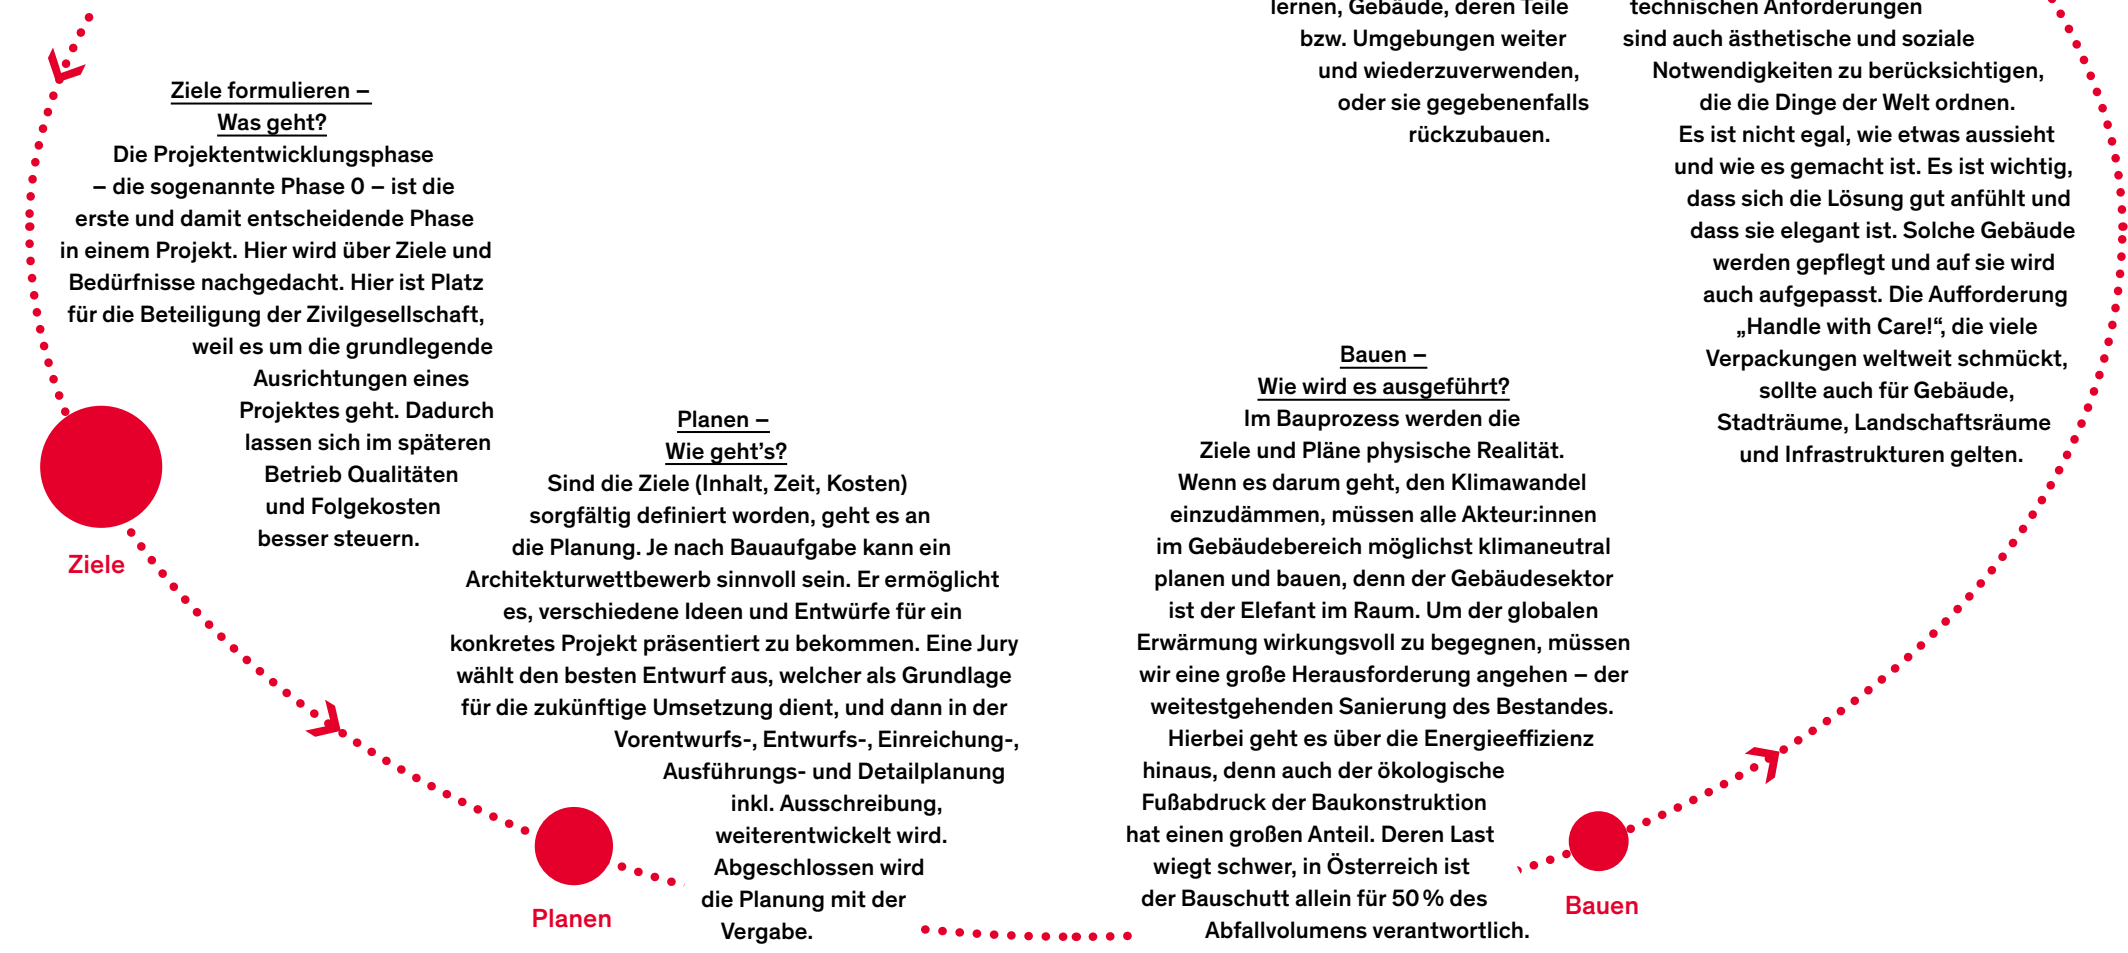 Ziele formulieren –
Was geht?
Die Projektentwicklungsphase
– die sogenannte Phase 0 – ist die
erste und damit entscheidende Phase
in einem Projekt. Hier wird über Ziele und
Bedürfnisse nachgedacht. Hier ist Platz
für die Beteiligung der Zivilgesellschaft,
weil es um die grundlegende
Ausrichtungen eines
Projektes geht. Dadurch
lassen sich im späteren
Betrieb Qualitäten
und Folgekosten
besser steuern.
Ziele
Planen –
Wie geht’s?
Sind die Ziele (Inhalt, Zeit, Kosten)
sorgfältig definiert worden, geht es an
die Planung. Je nach Bauaufgabe kann ein
Architekturwettbewerb sinnvoll sein. Er ermöglicht
es, verschiedene Ideen und Entwürfe für ein
konkretes Projekt präsentiert zu bekommen. Eine Jury
wählt den besten Entwurf aus, welcher als Grundlage
für die zukünftige Umsetzung dient, und dann in der
Vorentwurfs-, Entwurfs-, Einreichung-,
Ausführungs- und Detailplanung
inkl. Ausschreibung,
weiterentwickelt wird.
Abgeschlossen wird
die Planung mit der
Vergabe.
Planen
Bauen –
Wie wird es ausgeführt?
Im Bauprozess werden die
Ziele und Pläne physische Realität.
Wenn es darum geht, den Klimawandel
einzudämmen, müssen alle Akteur:innen
im Gebäudebereich möglichst klimaneutral
planen und bauen, denn der Gebäudesektor
ist der Elefant im Raum. Um der globalen
Erwärmung wirkungsvoll zu begegnen, müssen
wir eine große Herausforderung angehen – der
weitestgehenden Sanierung des Bestandes.
Hierbei geht es über die Energieeffizienz
hinaus, denn auch der ökologische
Fußabdruck der Baukonstruktion
hat einen großen Anteil. Deren Last
wiegt schwer, in Österreich ist
der Bauschutt allein für 50 % des
Abfallvolumens verantwortlich.
Bauen
lernen, Gebäude, deren Teile
bzw. Umgebungen weiter
und wiederzuverwenden,
oder sie gegebenenfalls
rückzubauen.
technischen Anforderungen
sind auch ästhetische und soziale
Notwendigkeiten zu berücksichtigen,
die die Dinge der Welt ordnen.
Es ist nicht egal, wie etwas aussieht
und wie es gemacht ist. Es ist wichtig,
dass sich die Lösung gut anfühlt und
dass sie elegant ist. Solche Gebäude
werden gepflegt und auf sie wird
auch aufgepasst. Die Aufforderung
„Handle with Care!“, die viele
Verpackungen weltweit schmückt,
sollte auch für Gebäude,
Stadträume, Landschaftsräume
und Infrastrukturen gelten.